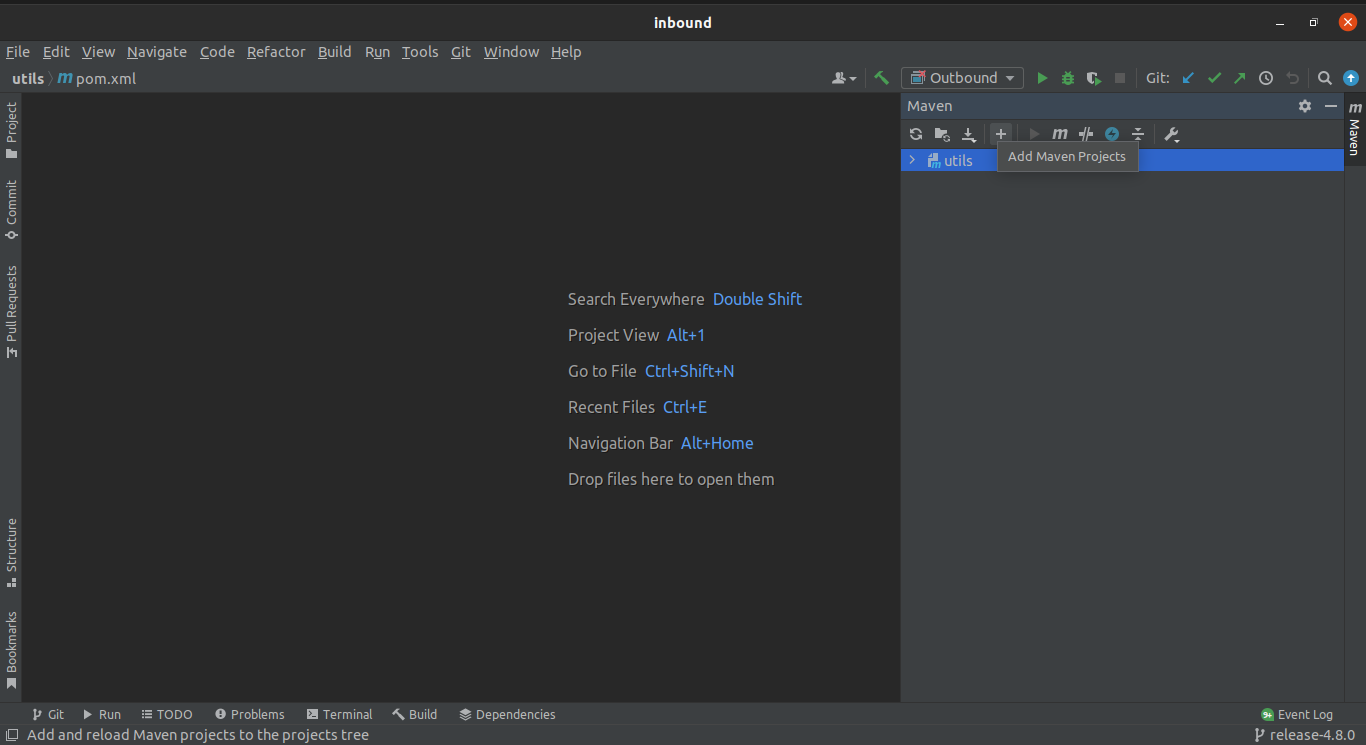 inbound
File Edit View Navigate Code Refactor Build Run Tools Git Window Help
utils m pom.xml Outbound Git:
Maven
Add Maven Projects
utils
Project
Commit
Pull Requests
Structure
Bookmarks
m Maven
Search Everywhere Double Shift
Project View Alt+1
Go to File Ctrl+Shift+N
Recent Files Ctrl+E
Navigation Bar Alt+Home
Drop files here to open them
Git Run TODO Problems Terminal Build Dependencies 9+ Event Log
Add and reload Maven projects to the projects tree release-4.8.0